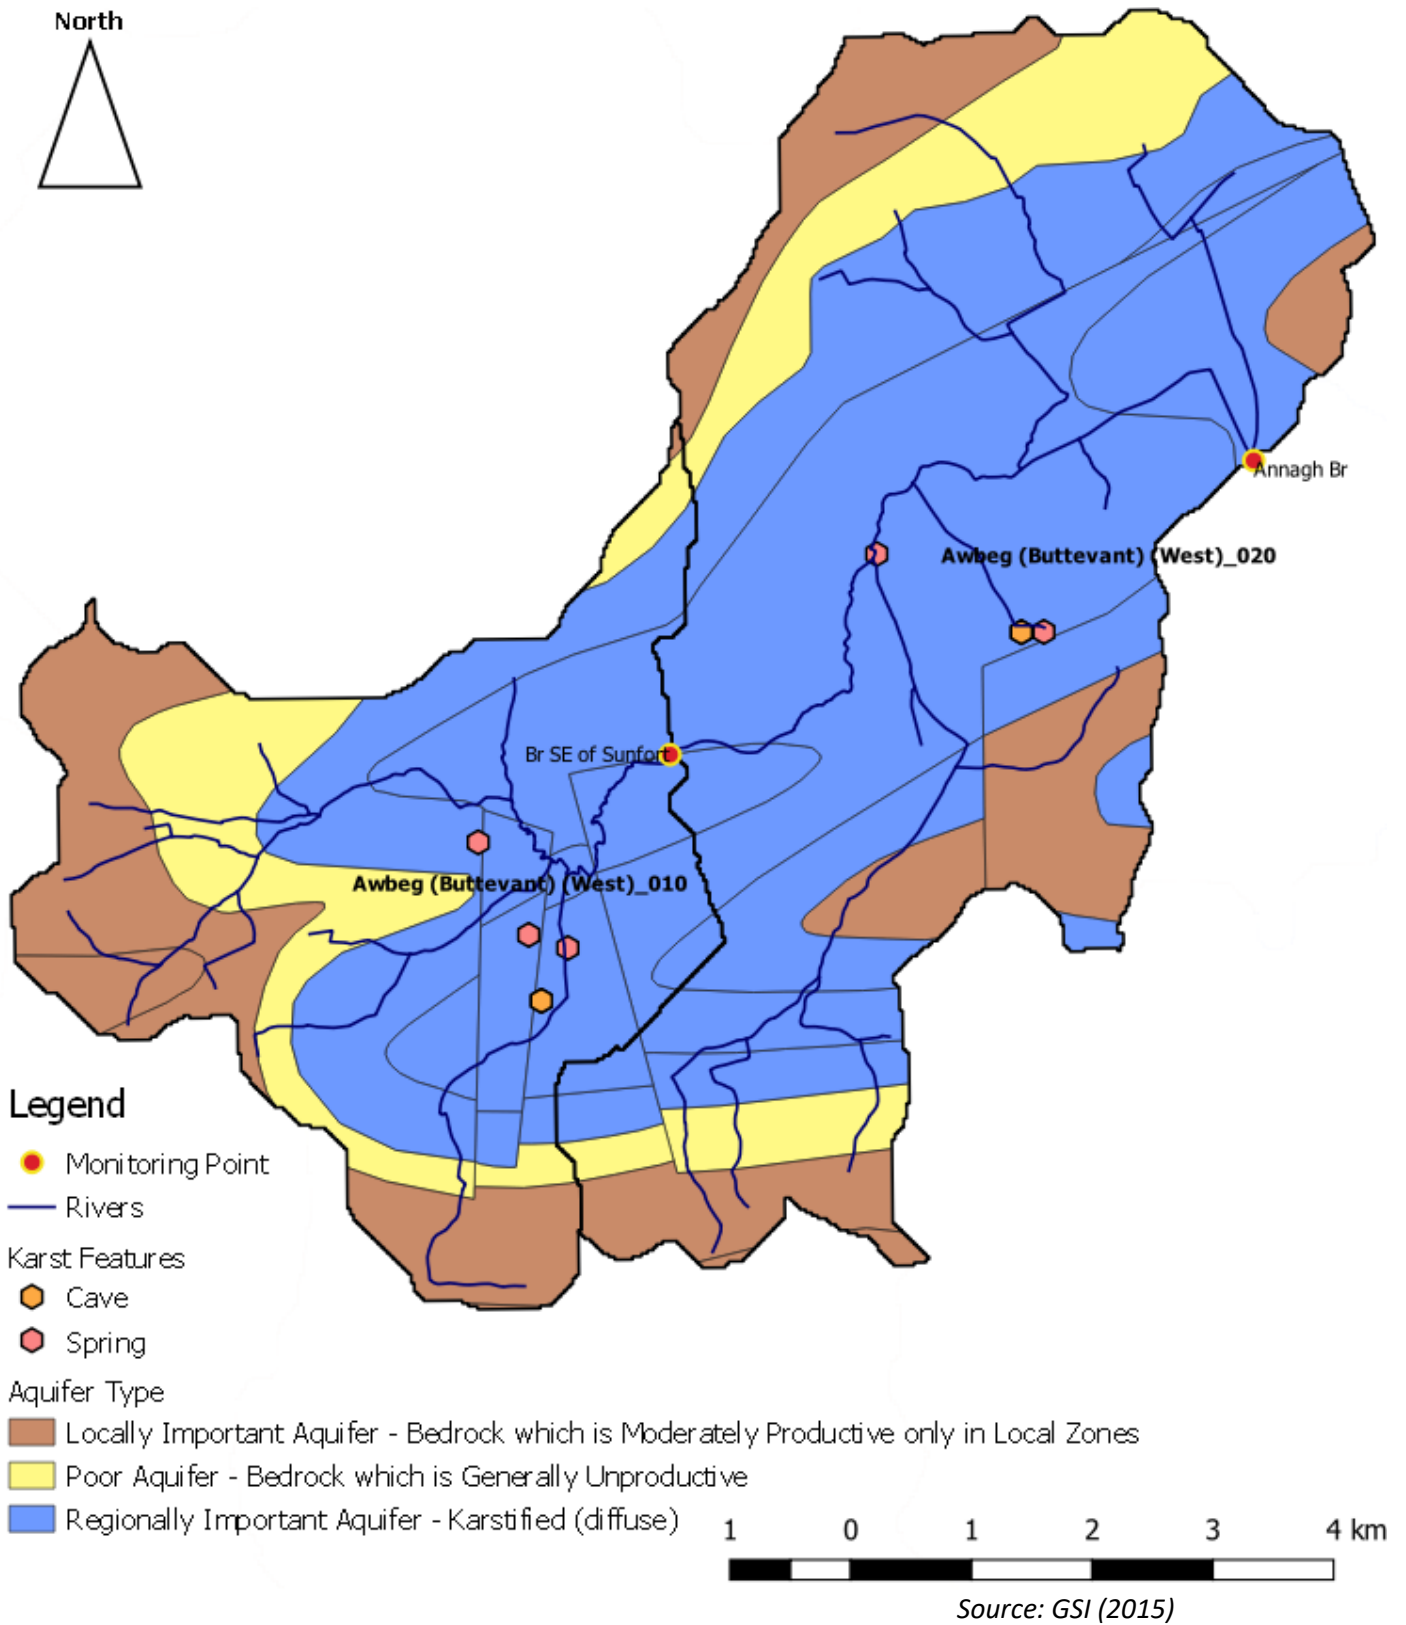 North
Annagh Br
Awbeg (Buttevant) (West)_020
Br SE of Sunfort
Awbeg (Buttevant) (West)_010
Legend
Monitoring Point
Rivers
Karst Features
Cave
Spring
Aquifer Type
Locally Important Aquifer - Bedrock which is Moderately Productive only in Local Zones
Poor Aquifer - Bedrock which is Generally Unproductive
Regionally Important Aquifer - Karstified (diffuse)
1 0 1 2 3 4 km
Source: GSI (2015)